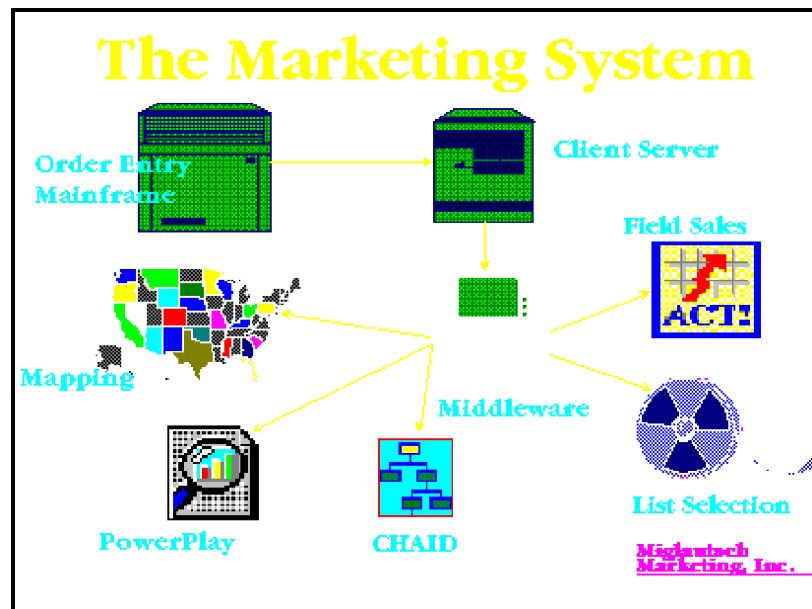 The Marketing System
Order Entry
Mainframe
Client Server
Field Sales
ACT!
Mapping
Middleware
PowerPlay
CHAID
List Selection
Miglautsch
Marketing, Inc.